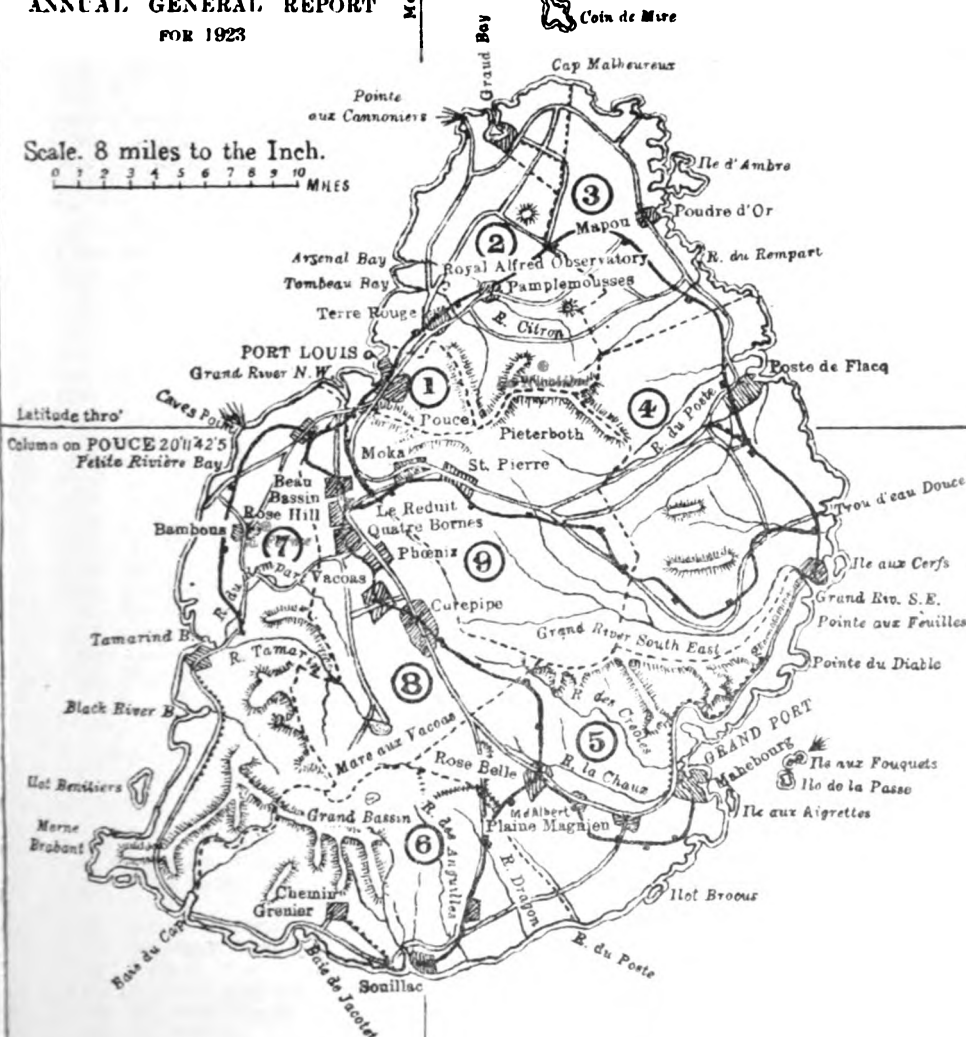 ANNUAL GENERAL REPORT
FOR 1923
Coin de Mire
Grand Bay
Cap Malheureux
Pointe
aux Cannoniers
Scale. 8 miles to the Inch.
0 1 2 3 4 5 6 7 8 9 10
MILES
Ile d'Ambre
3
Poudre d'Or
Mapou
2
R. du Rempart
Arsenal Bay
Royal Alfred Observatory
Tombeau Bay
Pamplemousses
Terre Rouge
R. Citron
PORT LOUIS
Grand River N.W.
1
Poste de Flacq
4
Caves Point
Latitude thro'
Pouce
R. du Poste
Column on POUCE 20°11'42"5
Pieterboth
Petite Rivière Bay
Moka
St. Pierre
Beau
Bassin
Trou d'eau Douce
Rose Hill
Le Reduit
Quatre Bornes
Bambous
7
Phœnix
9
R. du Rempart
Vacoas
Ile aux Cerfs
Curepipe
Grand Riv. S.E.
Pointe aux Feuilles
Grand River South East
Tamarind B.
R. Tamarin
Pointe du Diable
8
R. des Creoles
Black River B
GRAND PORT
Mare aux Vacoas
5
Mahebourg
Rose Belle
R. la Chaux
Ile aux Fouquets
Ilot Benitiers
Ile de la Passe
Grand Bassin
Md Albert
Plaine Magnien
Ile aux Aigrettes
Morne
Brabant
R. des Anguilles
6
Chemin
Grenier
R. Dragon
Ilot Brocus
Baie du Cap
Baie de Jacotet
R. du Poste
Souillac